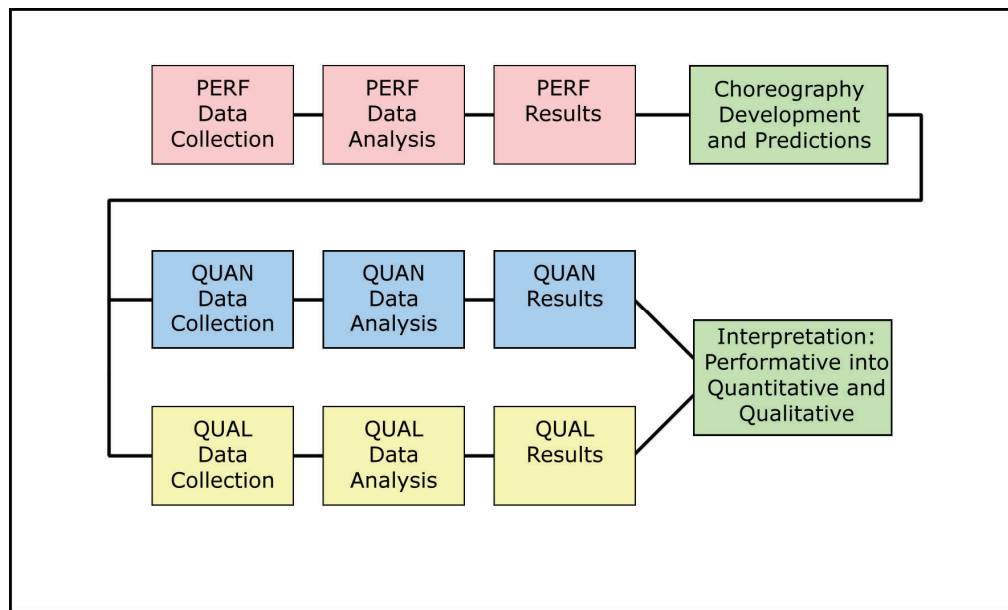 PERF
Data
Collection
PERF
Data
Analysis
PERF
Results
Choreography
Development
and Predictions
QUAN
Data
Collection
QUAN
Data
Analysis
QUAN
Results
Interpretation:
Performative into
Quantitative and
Qualitative
QUAL
Data
Collection
QUAL
Data
Analysis
QUAL
Results